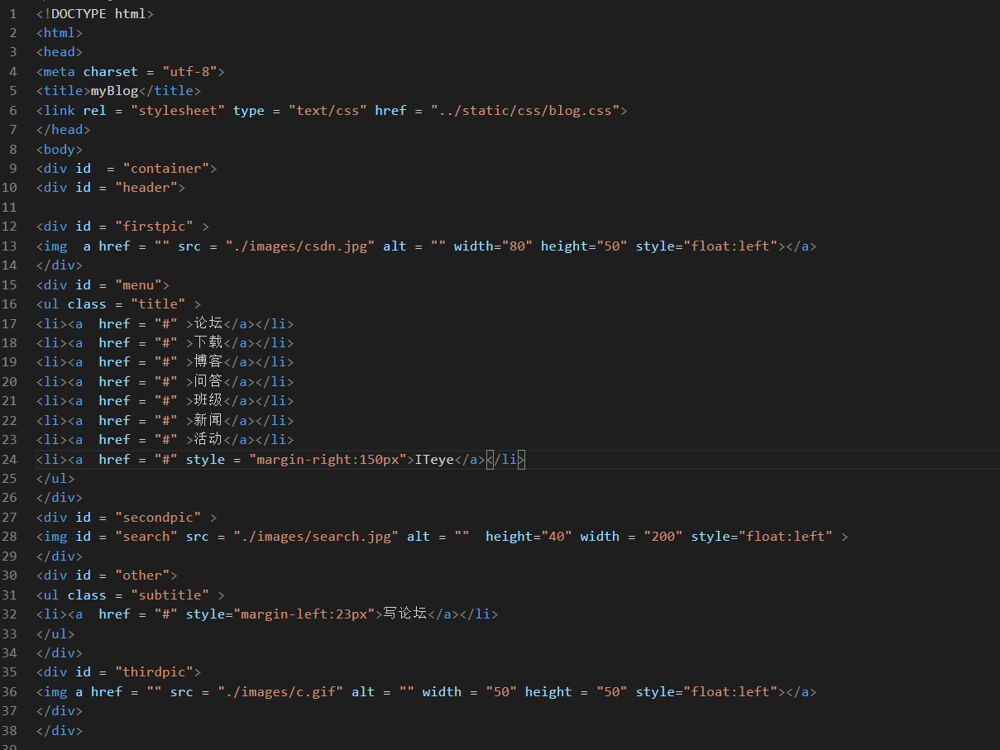 1 <!DOCTYPE html>
2 <html>
3 <head>
4 <meta charset = "utf-8">
5 <title>myBlog</title>
6 <link rel = "stylesheet" type = "text/css" href = "../static/css/blog.css">
7 </head>
8 <body>
9 <div id  = "container">
10 <div id = "header">
11
12 <div id = "firstpic" >
13 <img  a href = "" src = "./images/csdn.jpg" alt = "" width="80" height="50" style="float:left"></a>
14 </div>
15 <div id = "menu">
16 <ul class = "title" >
17 <li><a  href = "#" >论坛</a></li>
18 <li><a  href = "#" >下载</a></li>
19 <li><a  href = "#" >博客</a></li>
20 <li><a  href = "#" >问答</a></li>
21 <li><a  href = "#" >班级</a></li>
22 <li><a  href = "#" >新闻</a></li>
23 <li><a  href = "#" >活动</a></li>
24 <li><a  href = "#" style = "margin-right:150px">ITeye</a></li>
25 </ul>
26 </div>
27 <div id = "secondpic" >
28 <img id = "search" src = "./images/search.jpg" alt = ""  height="40" width = "200" style="float:left" >
29 </div>
30 <div id = "other">
31 <ul class = "subtitle" >
32 <li><a  href = "#" style="margin-left:23px">写论坛</a></li>
33 </ul>
34 </div>
35 <div id = "thirdpic">
36 <img a href = "" src = "./images/c.gif" alt = "" width = "50" height = "50" style="float:left"></a>
37 </div>
38 </div>
39